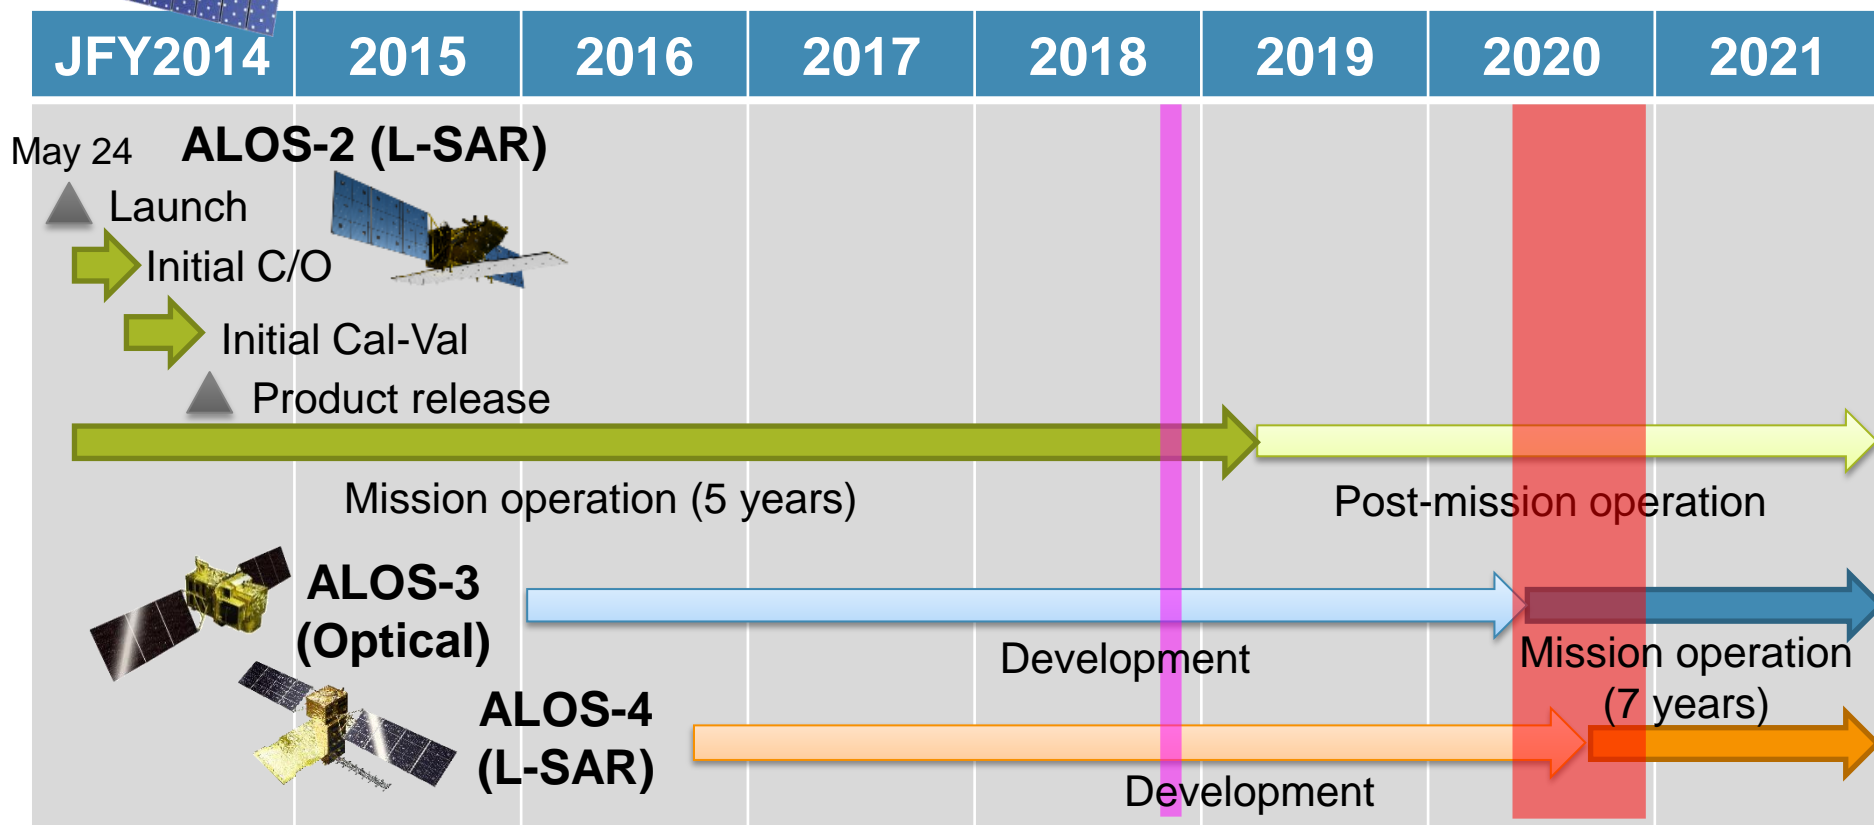 JFY2014 2015 2016 2017 2018 2019 2020 2021
May 24 ALOS-2 (L-SAR)
Launch
Initial C/O
Initial Cal-Val
Product release
Mission operation (5 years)
Post-mission operation
ALOS-3
(Optical)
Development
Mission operation
(7 years)
ALOS-4
(L-SAR)
Development